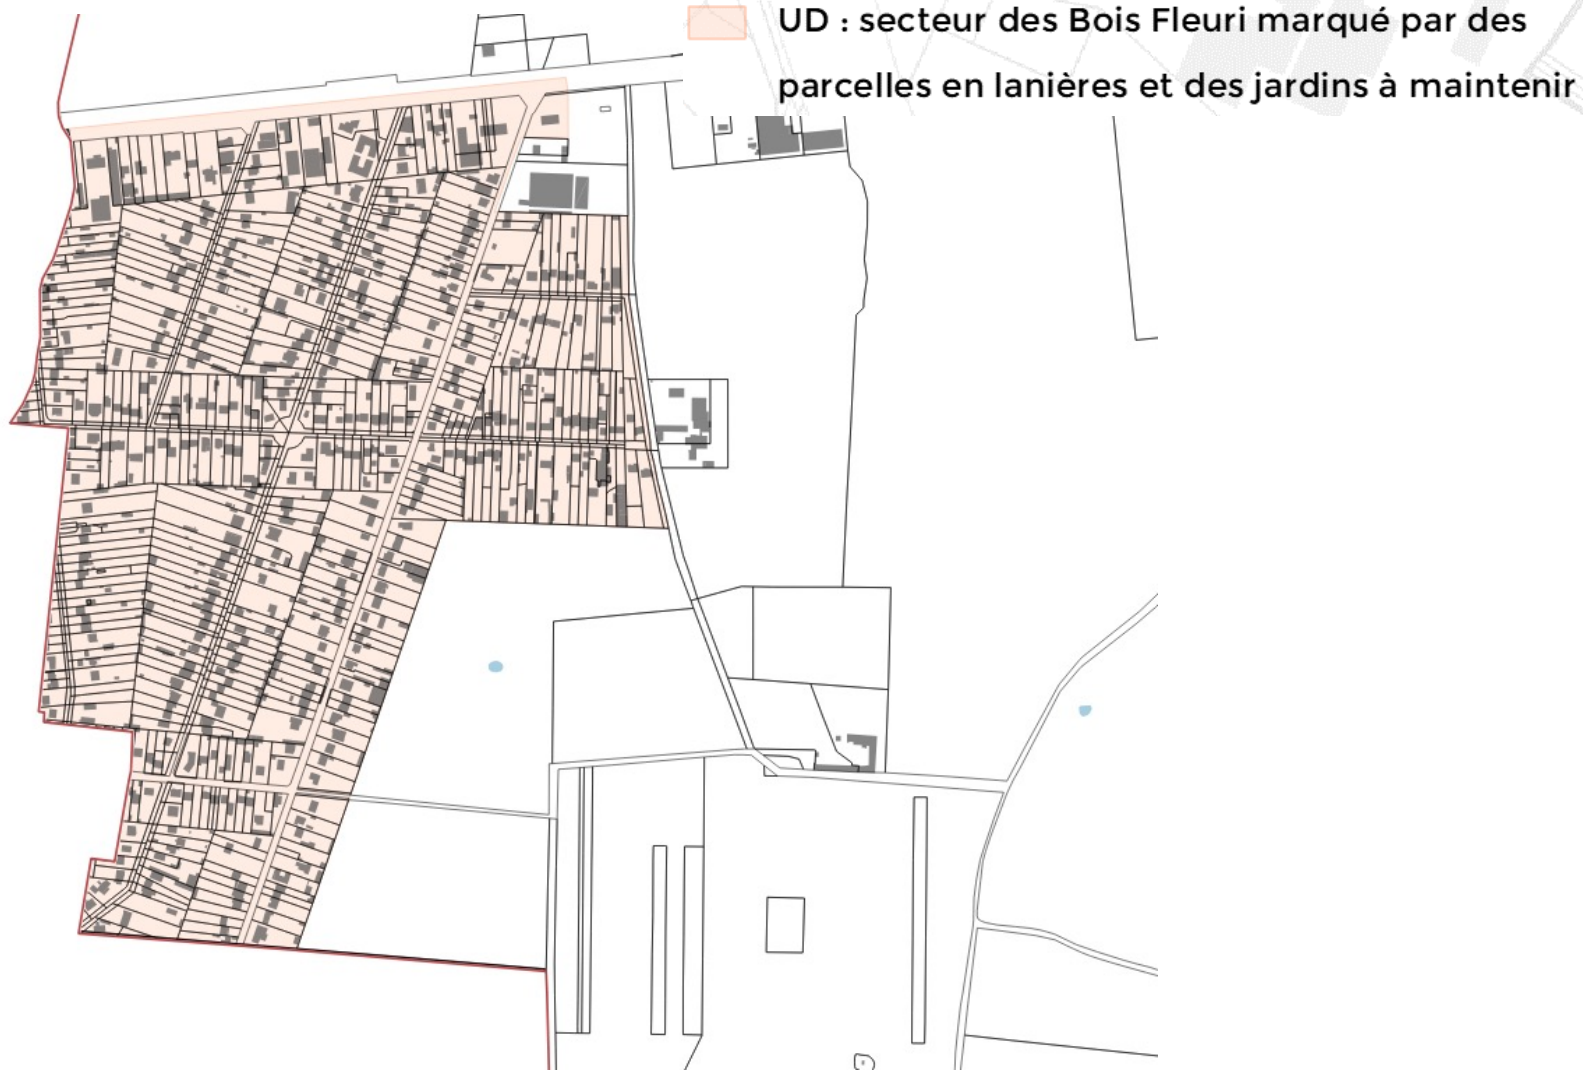 UD : secteur des Bois Fleuri marqué par des
parcelles en lanières et des jardins à maintenir